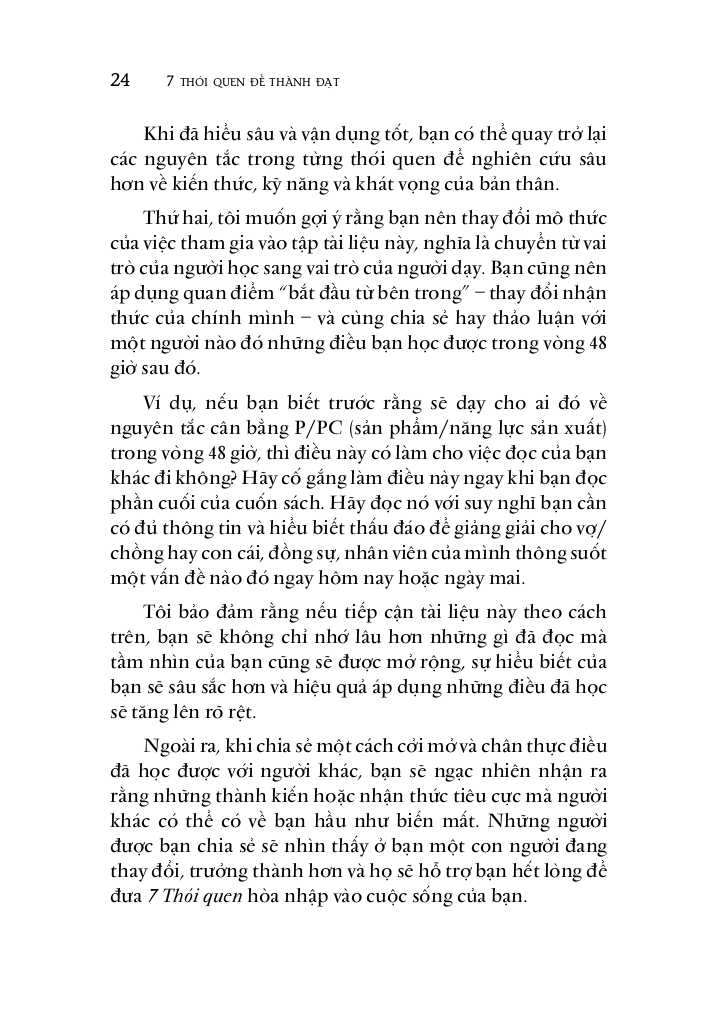 24 7 THÓI QUEN ĐỂ THÀNH ĐẠT
Khi đã hiểu sâu và vận dụng tốt, bạn có thể quay trở lại
các nguyên tắc trong từng thói quen để nghiên cứu sâu
hơn về kiến thức, kỹ năng và khát vọng của bản thân.
Thứ hai, tôi muốn gợi ý rằng bạn nên thay đổi mô thức
của việc tham gia vào tập tài liệu này, nghĩa là chuyển từ vai
trò của người học sang vai trò của người dạy. Bạn cũng nên
áp dụng quan điểm “bắt đầu từ bên trong” – thay đổi nhận
thức của chính mình – và cùng chia sẻ hay thảo luận với
một người nào đó những điều bạn học được trong vòng 48
giờ sau đó.
Ví dụ, nếu bạn biết trước rằng sẽ dạy cho ai đó về
nguyên tắc cân bằng P/PC (sản phẩm/năng lực sản xuất)
trong vòng 48 giờ, thì điều này có làm cho việc đọc của bạn
khác đi không? Hãy cố gắng làm điều này ngay khi bạn đọc
phần cuối của cuốn sách. Hãy đọc nó với suy nghĩ bạn cần
có đủ thông tin và hiểu biết thấu đáo để giảng giải cho vợ/
chồng hay con cái, đồng sự, nhân viên của mình thông suốt
một vấn đề nào đó ngay hôm nay hoặc ngày mai.
Tôi bảo đảm rằng nếu tiếp cận tài liệu này theo cách
trên, bạn sẽ không chỉ nhớ lâu hơn những gì đã đọc mà
tầm nhìn của bạn cũng sẽ được mở rộng, sự hiểu biết của
bạn sẽ sâu sắc hơn và hiệu quả áp dụng những điều đã học
sẽ tăng lên rõ rệt.
Ngoài ra, khi chia sẻ một cách cởi mở và chân thực điều
đã học được với người khác, bạn sẽ ngạc nhiên nhận ra
rằng những thành kiến hoặc nhận thức tiêu cực mà người
khác có thể có về bạn hầu như biến mất. Những người
được bạn chia sẻ sẽ nhìn thấy ở bạn một con người đang
thay đổi, trưởng thành hơn và họ sẽ hỗ trợ bạn hết lòng để
đưa 7 Thói quen hòa nhập vào cuộc sống của bạn.